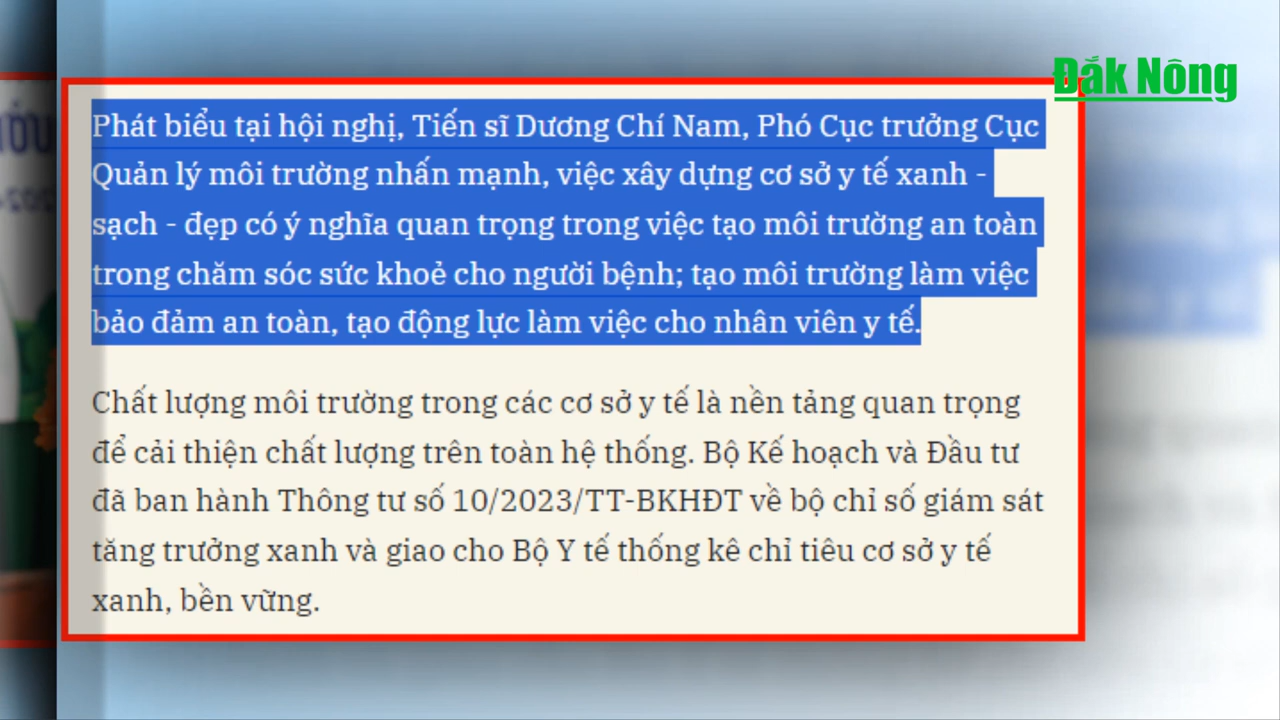 Đắk Nông
Phát biểu tại hội nghị, Tiến sĩ Dương Chí Nam, Phó Cục trưởng Cục
Quản lý môi trường nhấn mạnh, việc xây dựng cơ sở y tế xanh -
sạch - đẹp có ý nghĩa quan trọng trong việc tạo môi trường an toàn
trong chăm sóc sức khoẻ cho người bệnh; tạo môi trường làm việc
bảo đảm an toàn, tạo động lực làm việc cho nhân viên y tế.
Chất lượng môi trường trong các cơ sở y tế là nền tảng quan trọng
để cải thiện chất lượng trên toàn hệ thống. Bộ Kế hoạch và Đầu tư
đã ban hành Thông tư số 10/2023/TT-BKHĐT về bộ chỉ số giám sát
tăng trưởng xanh và giao cho Bộ Y tế thống kê chỉ tiêu cơ sở y tế
xanh, bền vững.